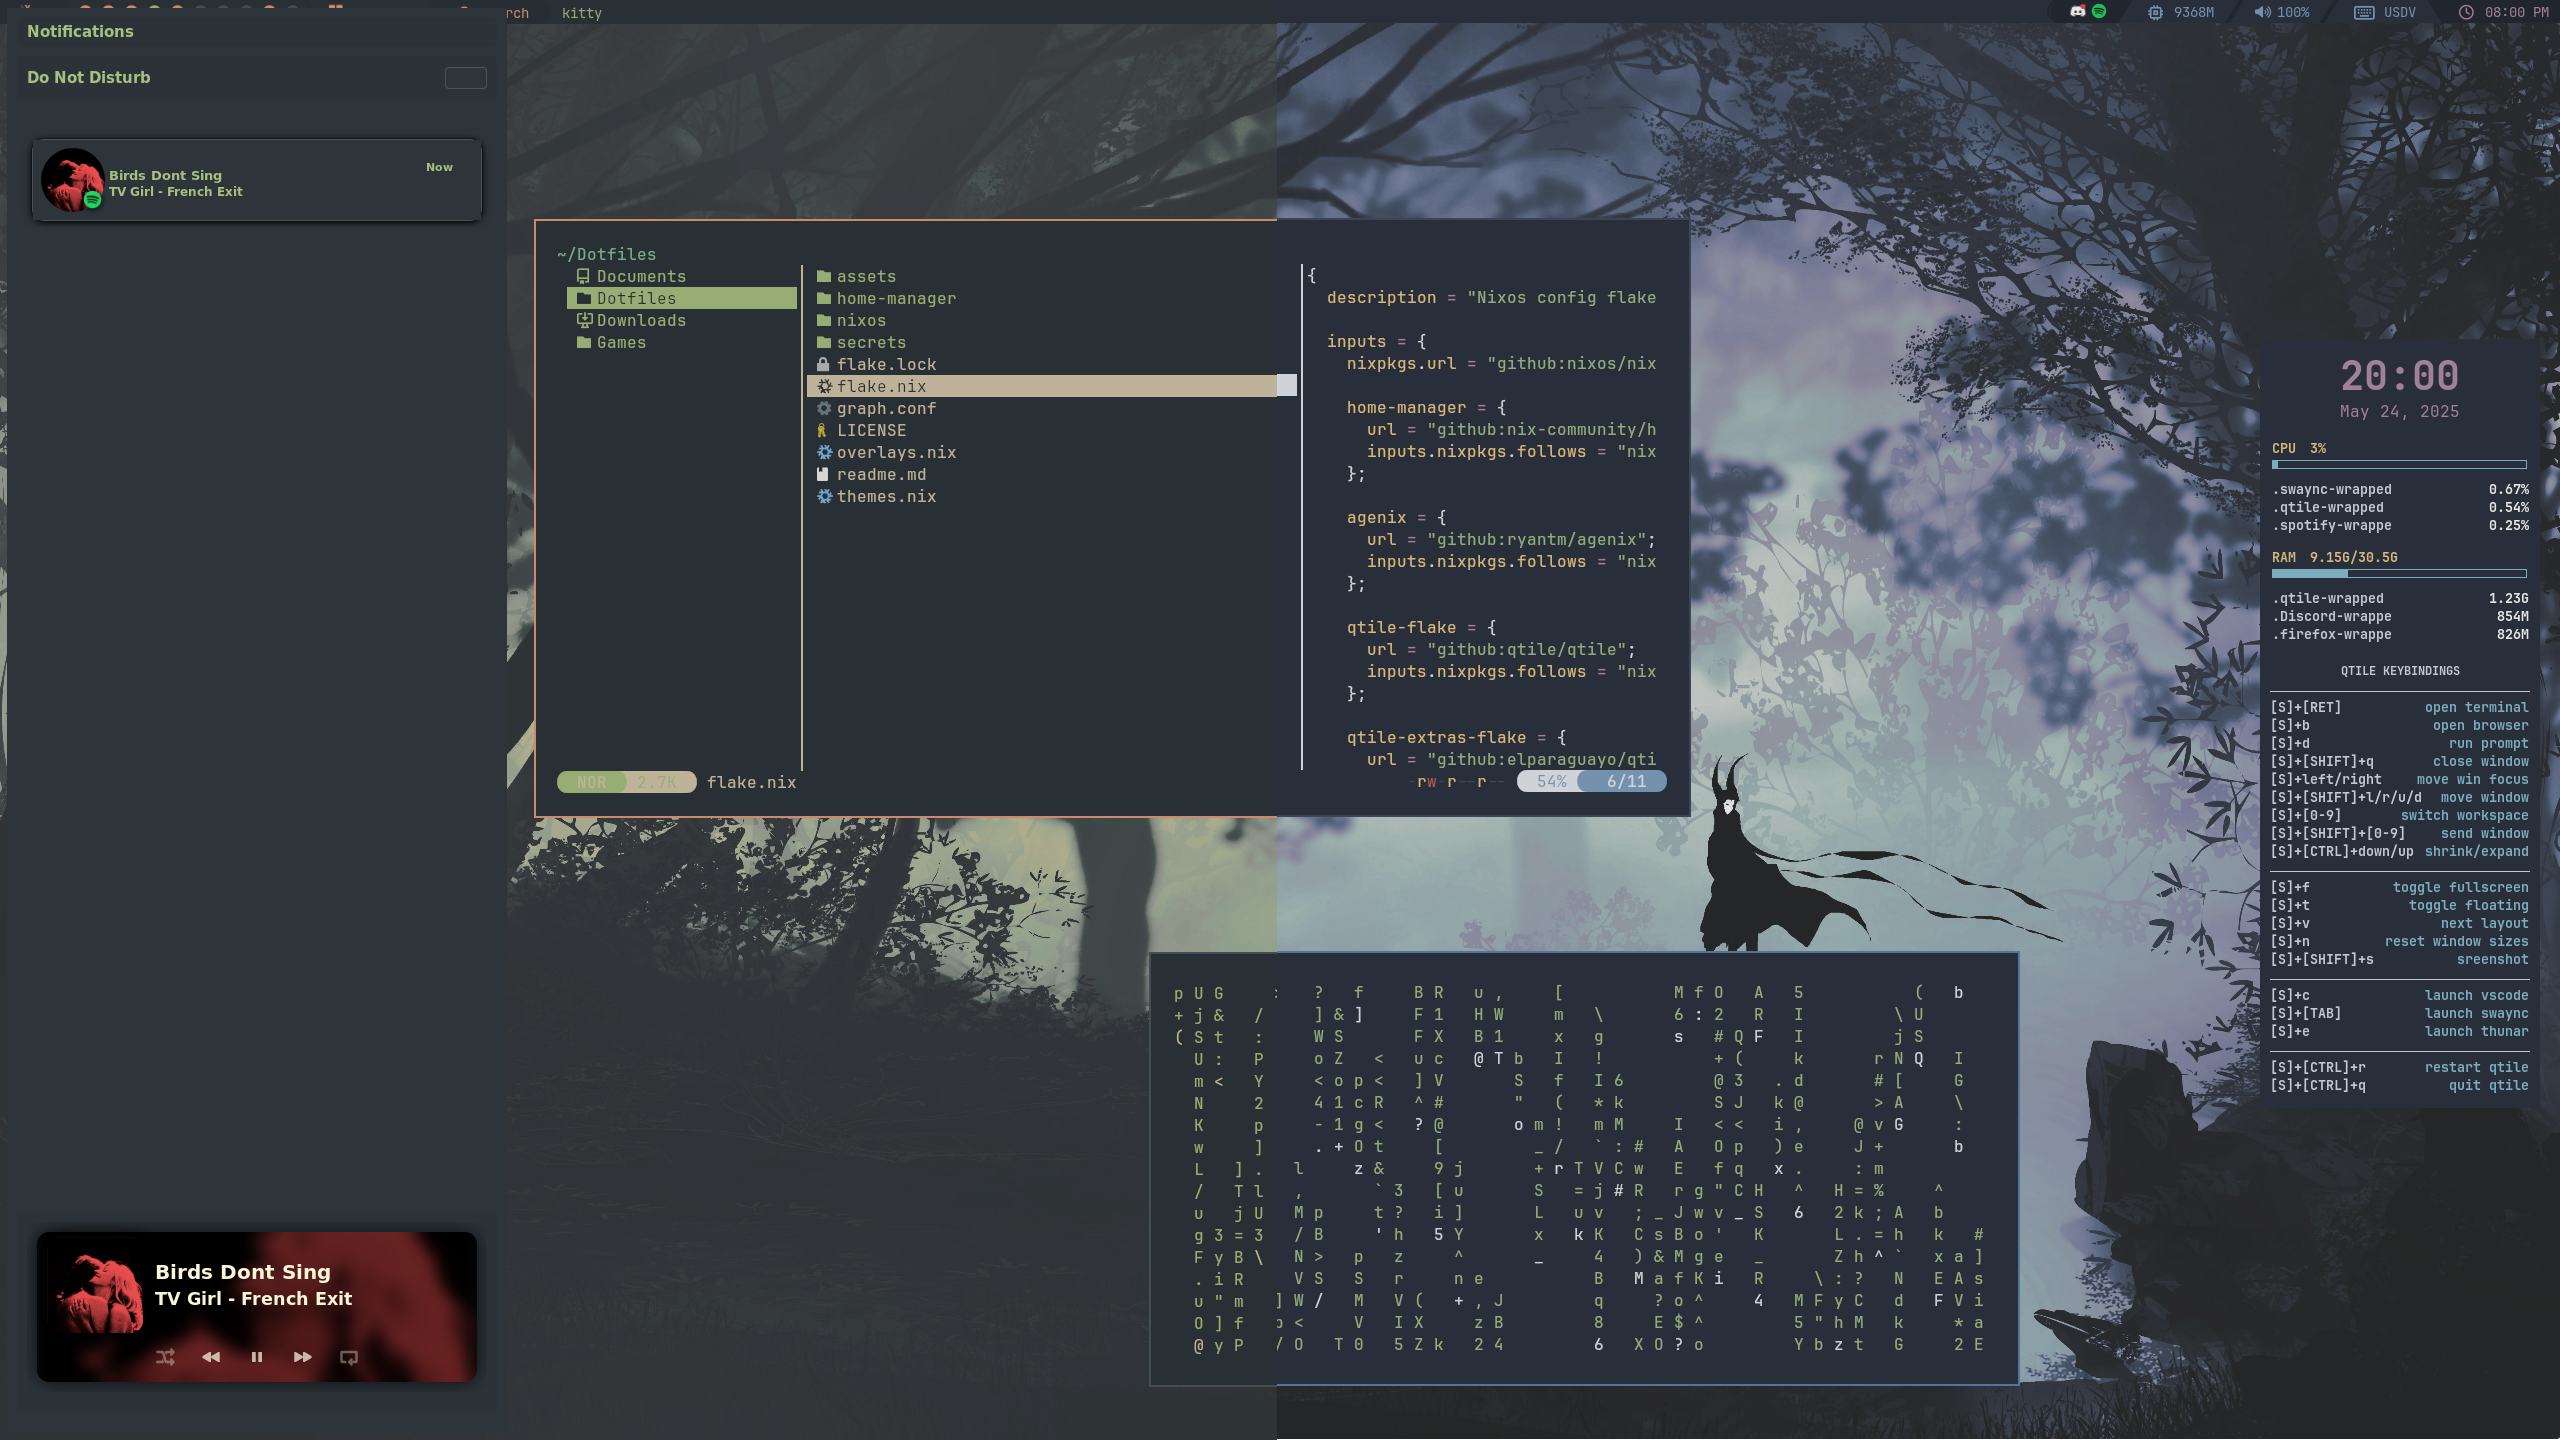 rch kitty
9368M 100% USDV 08:00 PM
Notifications
Do Not Disturb
Birds Dont Sing Now
TV Girl - French Exit
~/Dotfiles
Documents
Dotfiles
Downloads
Games
assets
home-manager
nixos
secrets
flake.lock
flake.nix
graph.conf
LICENSE
overlays.nix
readme.md
themes.nix
{
description = "Nixos config flake
inputs = {
nixpkgs.url = "github:nixos/nix
home-manager = {
url = "github:nix-community/h
inputs.nixpkgs.follows = "nix
};
agenix = {
url = "github:ryantm/agenix";
inputs.nixpkgs.follows = "nix
};
qtile-flake = {
url = "github:qtile/qtile";
inputs.nixpkgs.follows = "nix
};
qtile-extras-flake = {
url = "github:elparaguayo/qti
NOR 2.7K flake.nix -rw-r--r-- 54% 6/11
20:00
May 24, 2025
CPU 3%
.swaync-wrapped 0.67%
.qtile-wrapped 0.54%
.spotify-wrappe 0.25%
RAM 9.15G/30.5G
.qtile-wrapped 1.23G
.Discord-wrappe 854M
.firefox-wrappe 826M
QTILE KEYBINDINGS
[S]+[RET] open terminal
[S]+b open browser
[S]+d run prompt
[S]+[SHIFT]+q close window
[S]+left/right move win focus
[S]+[SHIFT]+l/r/u/d move window
[S]+[0-9] switch workspace
[S]+[SHIFT]+[0-9] send window
[S]+[CTRL]+down/up shrink/expand
[S]+f toggle fullscreen
[S]+t toggle floating
[S]+v next layout
[S]+n reset window sizes
[S]+[SHIFT]+s sreenshot
[S]+c launch vscode
[S]+[TAB] launch swaync
[S]+e launch thunar
[S]+[CTRL]+r restart qtile
[S]+[CTRL]+q quit qtile
Birds Dont Sing
TV Girl - French Exit